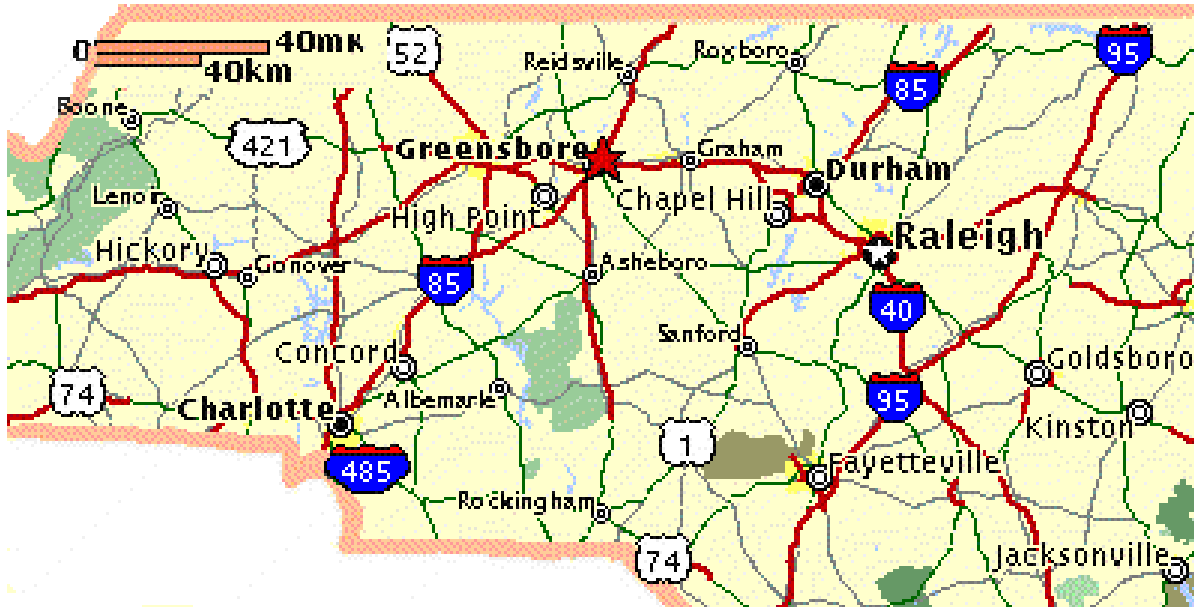 0 40mi
40km
52
Reidsville
Roxboro
95
85
Boone
421
Greensboro
Graham
Durham
Lenoir
High Point
Chapel Hill
Hickory
Conover
Raleigh
85
Asheboro
40
Sanford
Concord
Goldsboro
74
Albemarle
95
Charlotte
Kinston
1
485
Fayetteville
Rockingham
74
Jacksonville